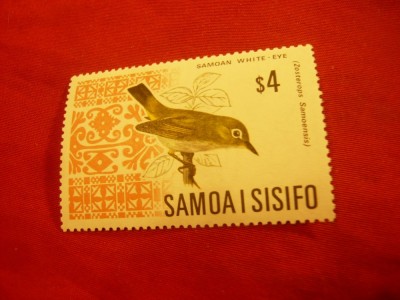 SAMOAN WHITE-EYE
$4
(Zosterops Samoensis)
SAMOA I SISIFO